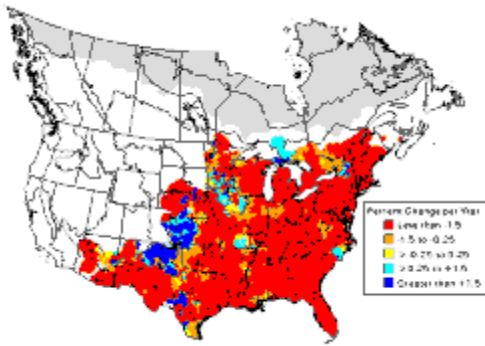 Percent Change per Year
Less than -1.5
-1.5 to -0.25
> -0.25 to 0.25
> 0.25 to +1.5
Greater than +1.5